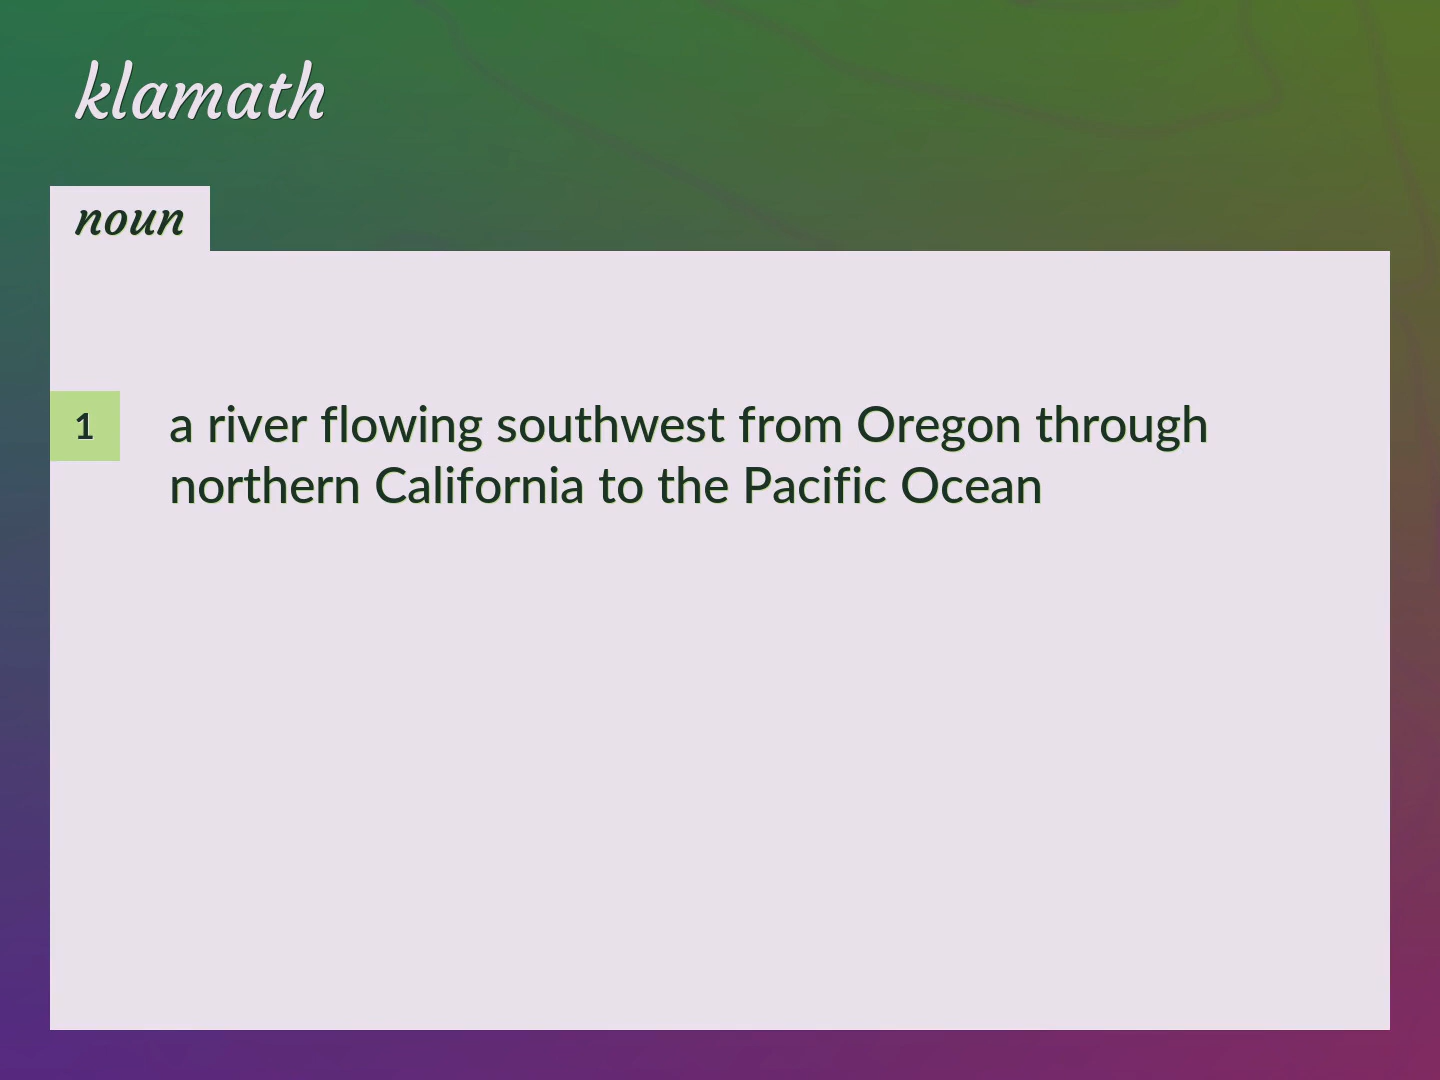 klamath
noun
1
a river flowing southwest from Oregon through
northern California to the Pacific Ocean